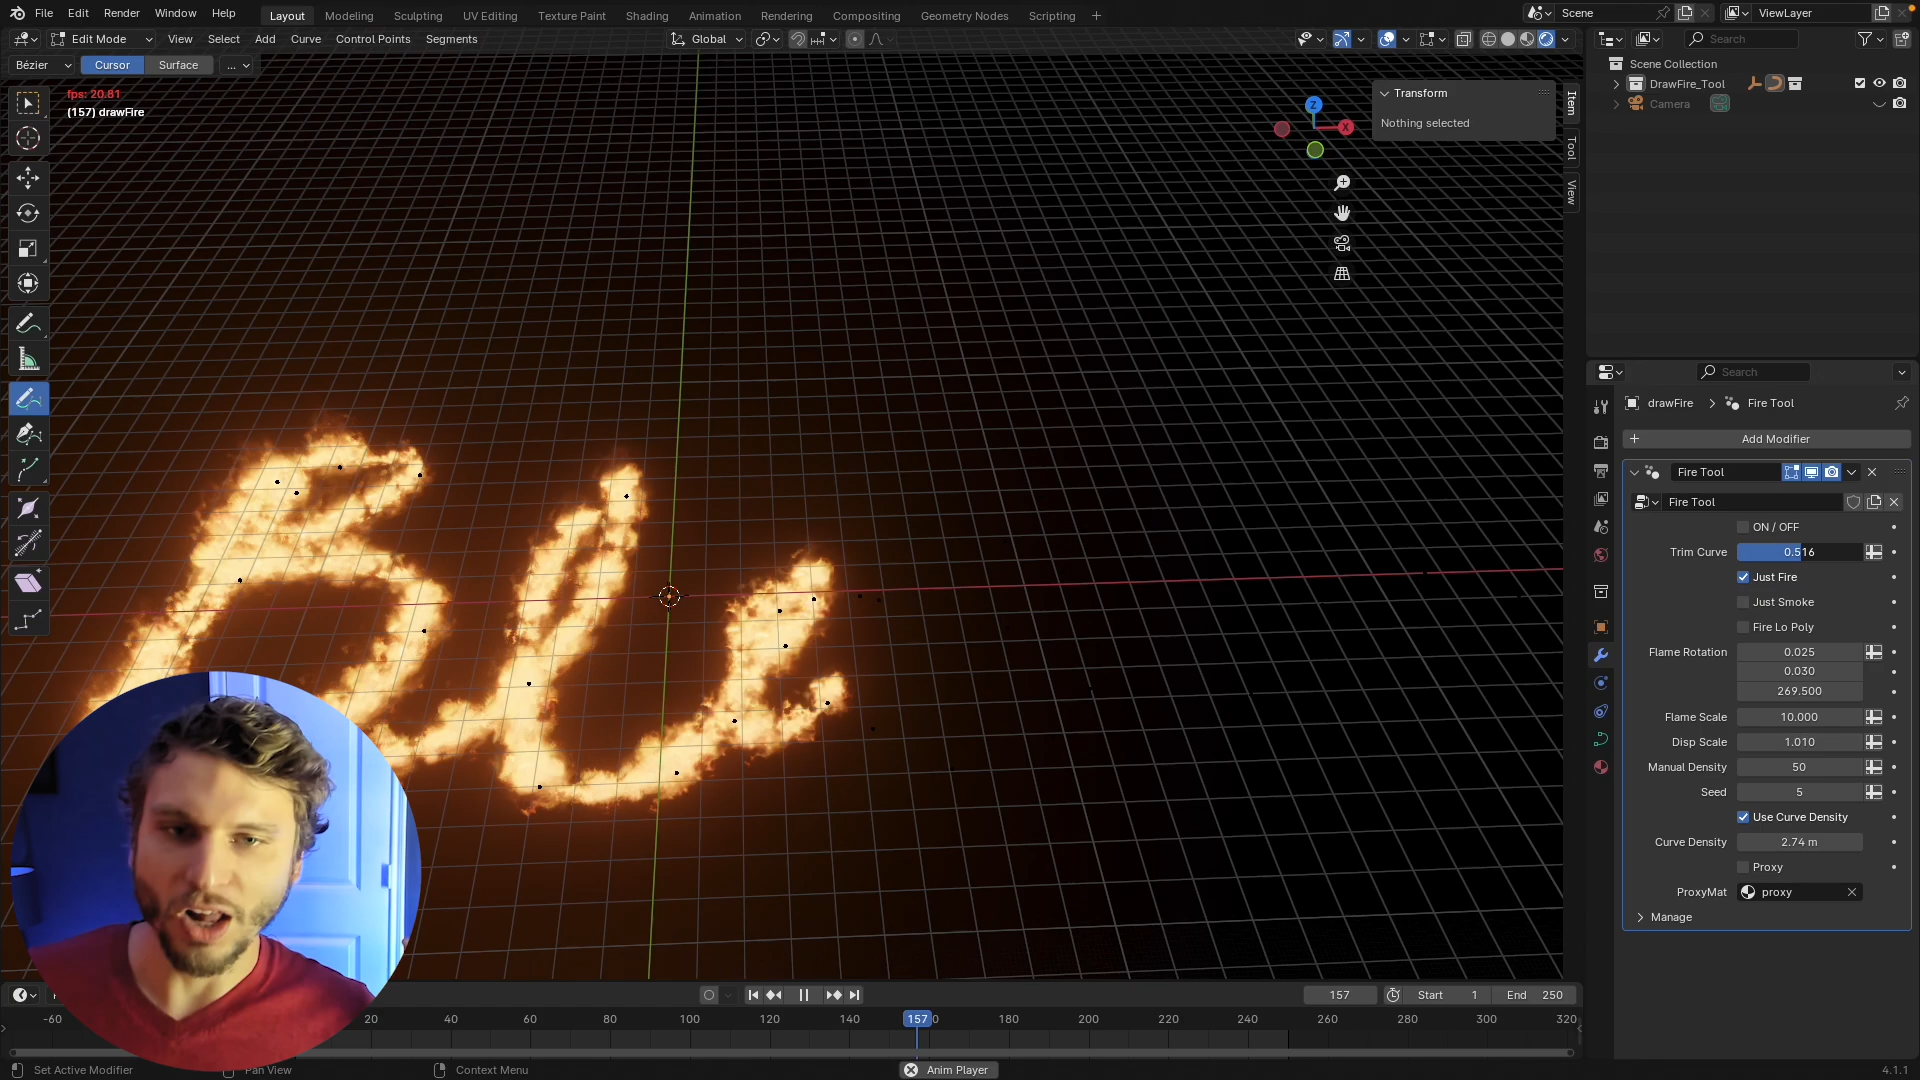 File Edit Render Window Help Layout Modeling Sculpting UV Editing Texture Paint Shading Animation Rendering Compositing Geometry Nodes Scripting + Scene ViewLayer
Edit Mode View Select Add Curve Control Points Segments Global Search
Bézier Cursor Surface ...
Scene Collection
DrawFire_Tool
Camera
fps: 20.81
(157) drawFire
Transform
Nothing selected
Z
X
Item
Tool
View
Search
drawFire > Fire Tool
Add Modifier
Fire Tool
Fire Tool
ON / OFF
Trim Curve 0.516
Just Fire
Just Smoke
Fire Lo Poly
Flame Rotation 0.025
0.030
269.500
Flame Scale 10.000
Disp Scale 1.010
Manual Density 50
Seed 5
Use Curve Density
Curve Density 2.74 m
Proxy
ProxyMat proxy
Manage
157 Start 1 End 250
-60 20 40 60 80 100 120 140 157 180 200 220 240 260 280 300 320
Set Active Modifier Pan View Context Menu Anim Player 4.1.1